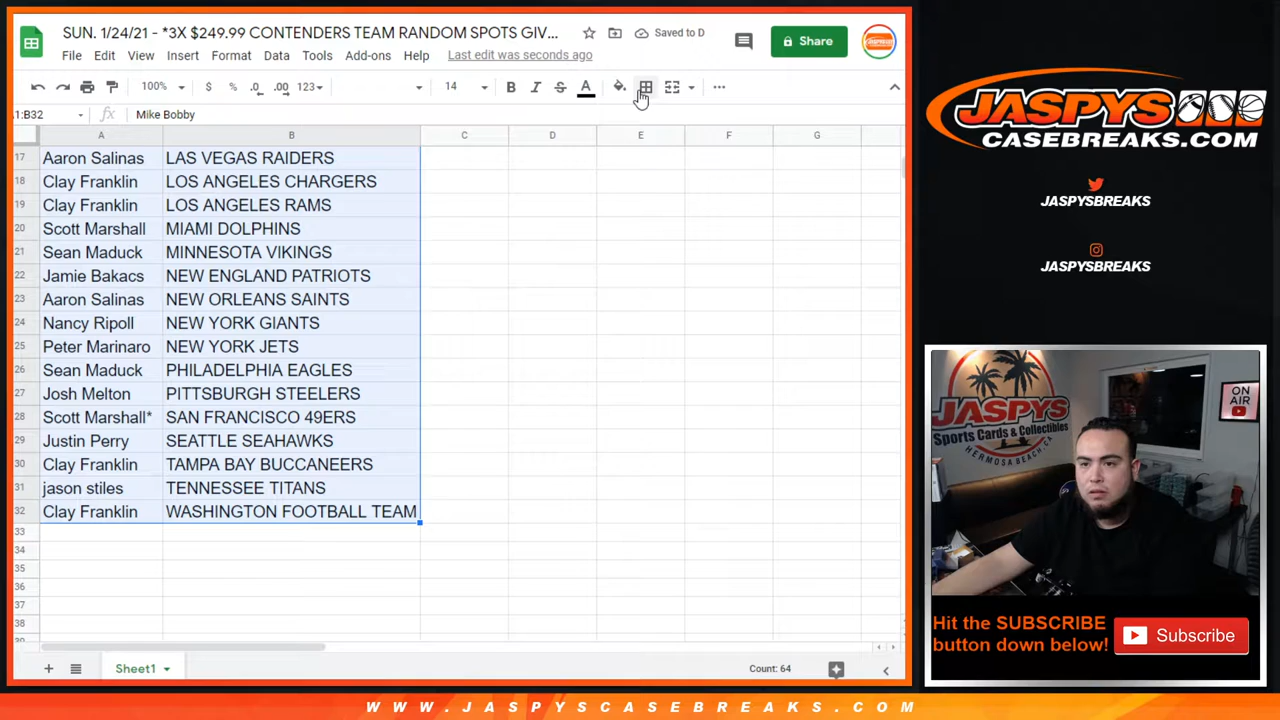 SUN. 1/24/21 - *3X $249.99 CONTENDERS TEAM RANDOM SPOTS GIV...
Saved to D
Share
File Edit View Insert Format Data Tools Add-ons Help Last edit was seconds ago
100% $ % .0 .00 123 14 B I S A
1:B32 fx Mike Bobby
A B C D E F G
17 Aaron Salinas LAS VEGAS RAIDERS
18 Clay Franklin LOS ANGELES CHARGERS
19 Clay Franklin LOS ANGELES RAMS
20 Scott Marshall MIAMI DOLPHINS
21 Sean Maduck MINNESOTA VIKINGS
22 Jamie Bakacs NEW ENGLAND PATRIOTS
23 Aaron Salinas NEW ORLEANS SAINTS
24 Nancy Ripoll NEW YORK GIANTS
25 Peter Marinaro NEW YORK JETS
26 Sean Maduck PHILADELPHIA EAGLES
27 Josh Melton PITTSBURGH STEELERS
28 Scott Marshall* SAN FRANCISCO 49ERS
29 Justin Perry SEATTLE SEAHAWKS
30 Clay Franklin TAMPA BAY BUCCANEERS
31 jason stiles TENNESSEE TITANS
32 Clay Franklin WASHINGTON FOOTBALL TEAM
33
34
35
36
37
38
Sheet1
Count: 64
JASPYS
CASEBREAKS.COM
JASPYSBREAKS
JASPYSBREAKS
JASPYS
Sports Cards & Collectibles
HERMOSA BEACH, CA
ON
AIR
Hit the SUBSCRIBE
button down below!
Subscribe
WWW.JASPYSCASEBREAKS.COM